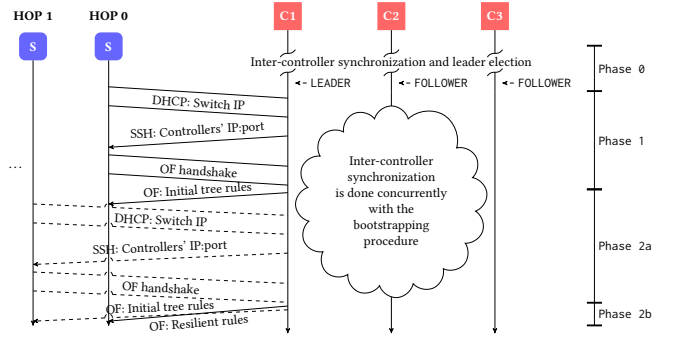 HOP 1
HOP 0
C1
C2
C3
S
S
Inter-controller synchronization and leader election
LEADER
FOLLOWER
FOLLOWER
Phase 0
DHCP: Switch IP
SSH: Controllers' IP:port
Phase 1
...
OF handshake
OF: Initial tree rules
Inter-controller
synchronization
is done concurrently
with the
bootstrapping
procedure
DHCP: Switch IP
SSH: Controllers' IP:port
Phase 2a
OF handshake
OF: Initial tree rules
OF: Resilient rules
Phase 2b